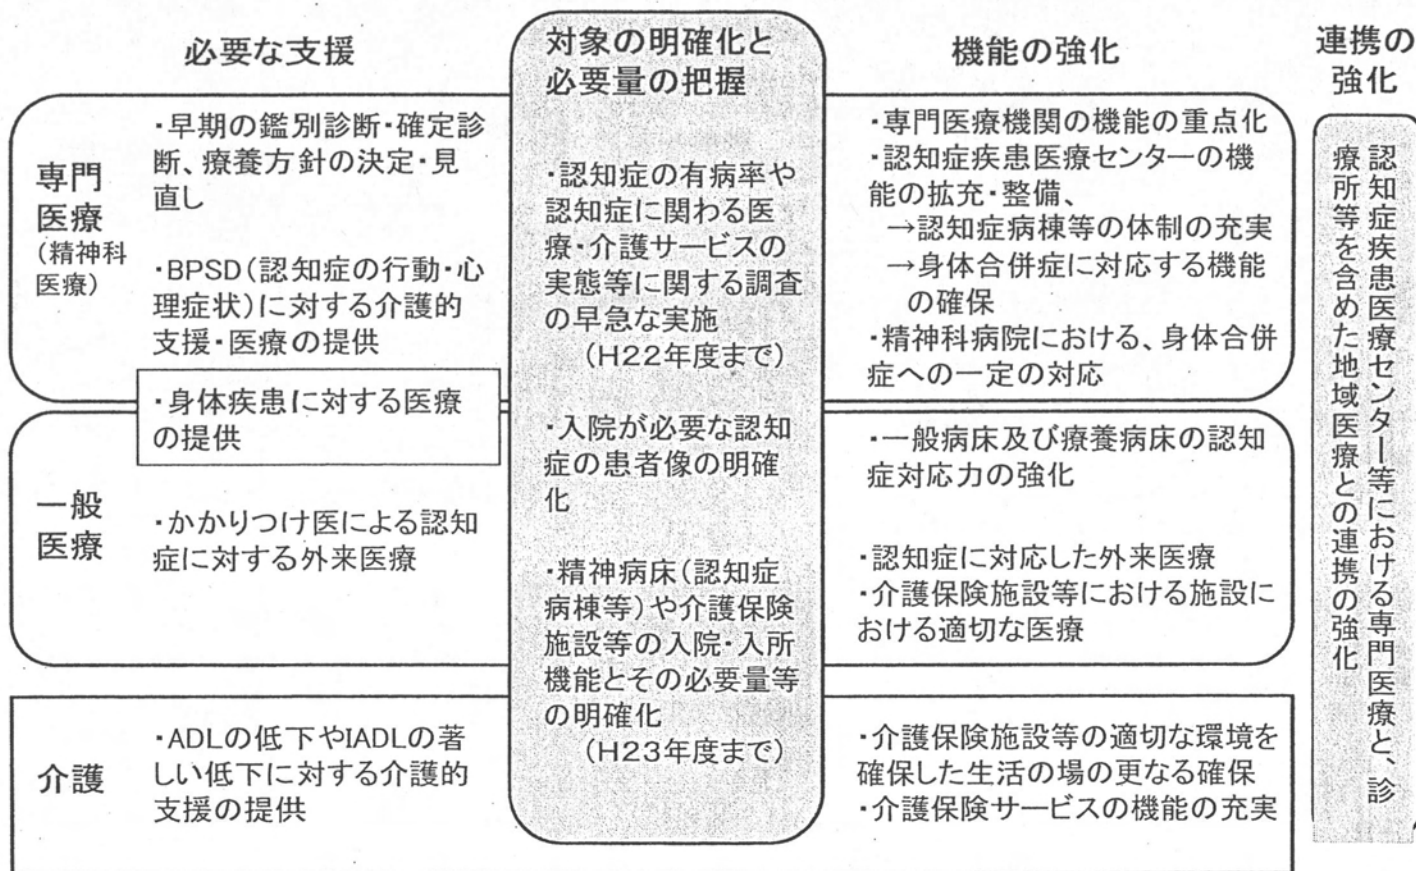 必要な支援
対象の明確化と
必要量の把握
機能の強化
連携の
強化
専門
医療
(精神科
医療)
・早期の鑑別診断・確定診
断、療養方針の決定・見
直し
・BPSD(認知症の行動・心
理症状)に対する介護的
支援・医療の提供
・身体疾患に対する医療
の提供
一般
医療
・かかりつけ医による認知
症に対する外来医療
介護
・ADLの低下やIADLの著
しい低下に対する介護的
支援の提供
・認知症の有病率や
認知症に関わる医
療・介護サービスの
実態等に関する調査
の早急な実施
(H22年度まで)
・入院が必要な認知
症の患者像の明確
化
・精神病床(認知症
病棟等)や介護保険
施設等の入院・入所
機能とその必要量等
の明確化
(H23年度まで)
・専門医療機関の機能の重点化
・認知症疾患医療センターの機
能の拡充・整備、
→認知症病棟等の体制の充実
→身体合併症に対応する機能
の確保
・精神科病院における、身体合併
症への一定の対応
・一般病床及び療養病床の認知
症対応力の強化
・認知症に対応した外来医療
・介護保険施設等における施設に
おける適切な医療
・介護保険施設等の適切な環境を
確保した生活の場の更なる確保
・介護保険サービスの機能の充実
認知症疾患医療センター等における専門医療と、診
療所等を含めた地域医療との連携の強化